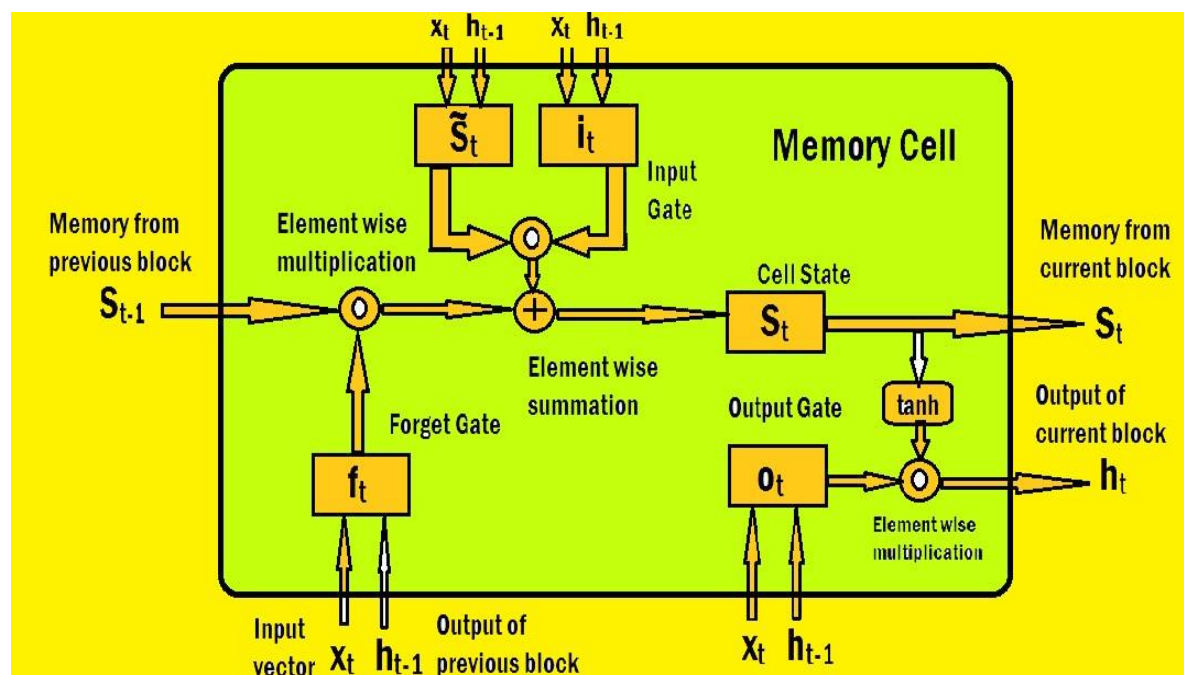 xt ht-1 xt ht-1
S̃t it
Memory Cell
Input
Gate
Memory from
previous block
St-1
Element wise
multiplication
Cell State
St
Memory from
current block
St
+
Element wise
summation
Forget Gate
ft
Output Gate
ot
tanh
Output of
current block
ht
Element wise
multiplication
Input
vector
xt ht-1
Output of
previous block
xt ht-1